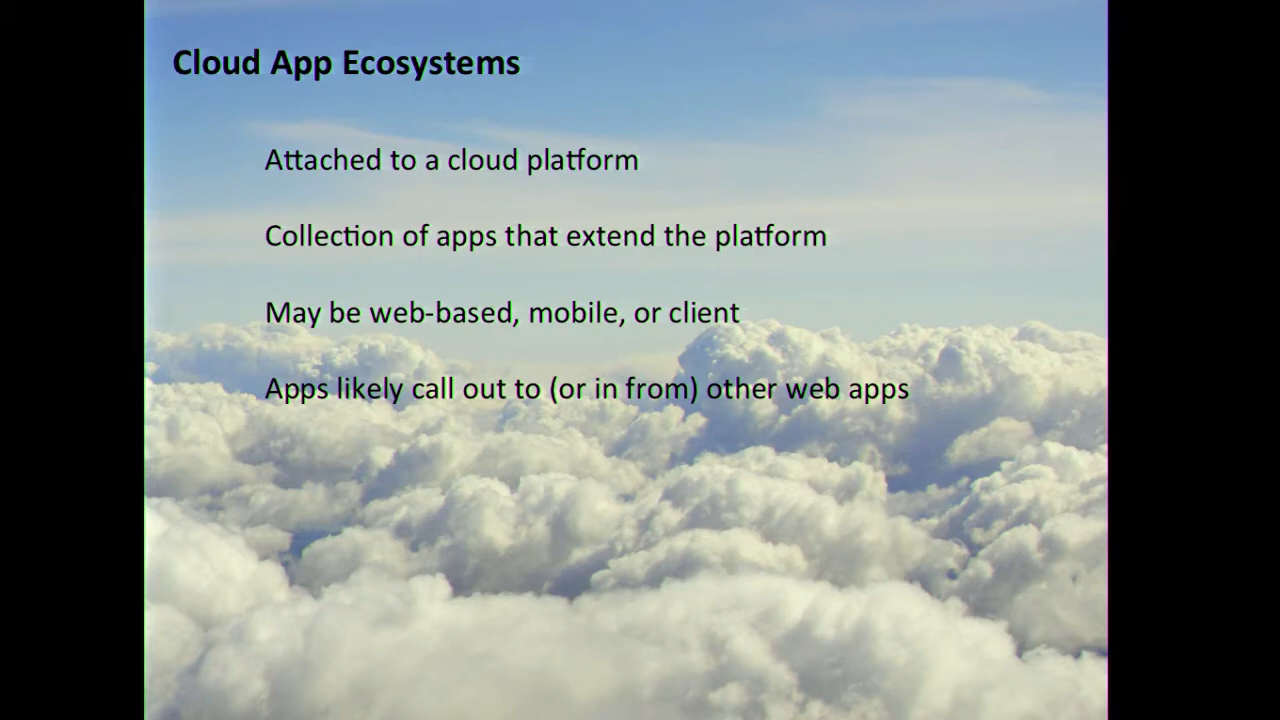 Cloud App Ecosystems
Attached to a cloud platform
Collection of apps that extend the platform
May be web-based, mobile, or client
Apps likely call out to (or in from) other web apps